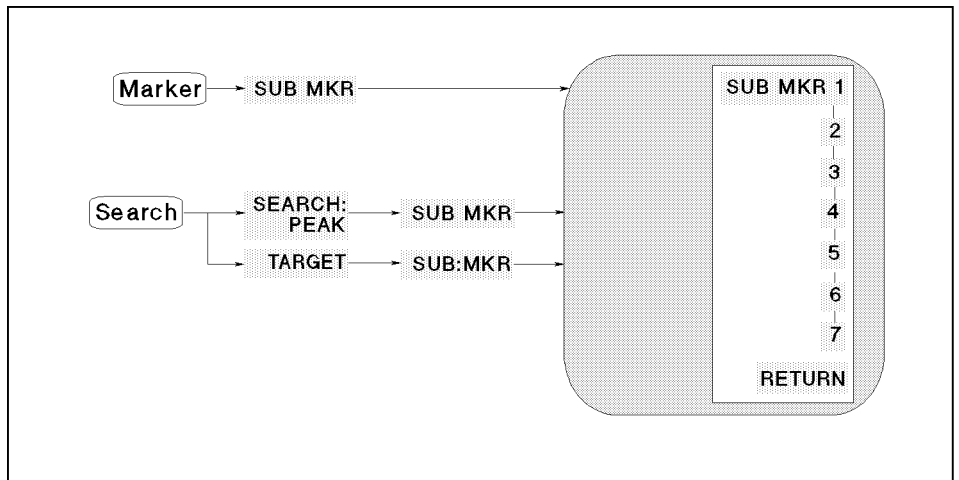 Marker
SUB MKR
Search
SEARCH:
PEAK
SUB MKR
TARGET
SUB:MKR
SUB MKR 1
2
3
4
5
6
7
RETURN